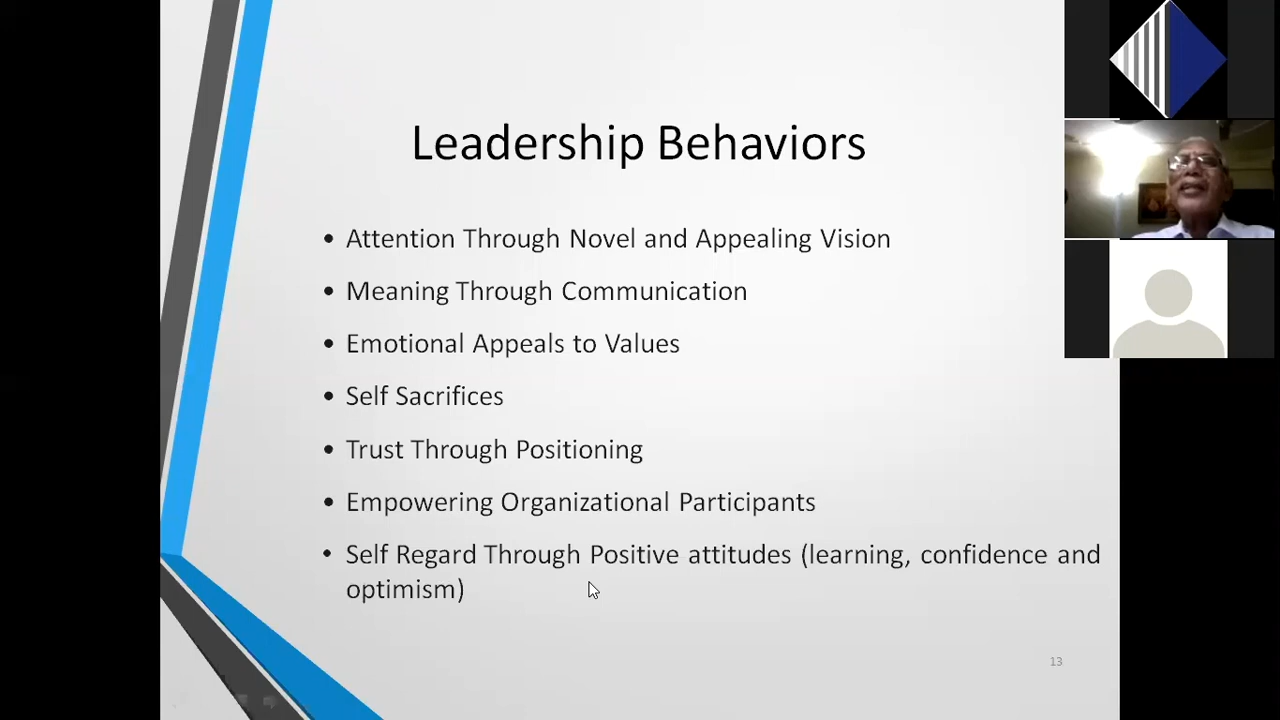 Leadership Behaviors
• Attention Through Novel and Appealing Vision
• Meaning Through Communication
• Emotional Appeals to Values
• Self Sacrifices
• Trust Through Positioning
• Empowering Organizational Participants
• Self Regard Through Positive attitudes (learning, confidence and
optimism)
13